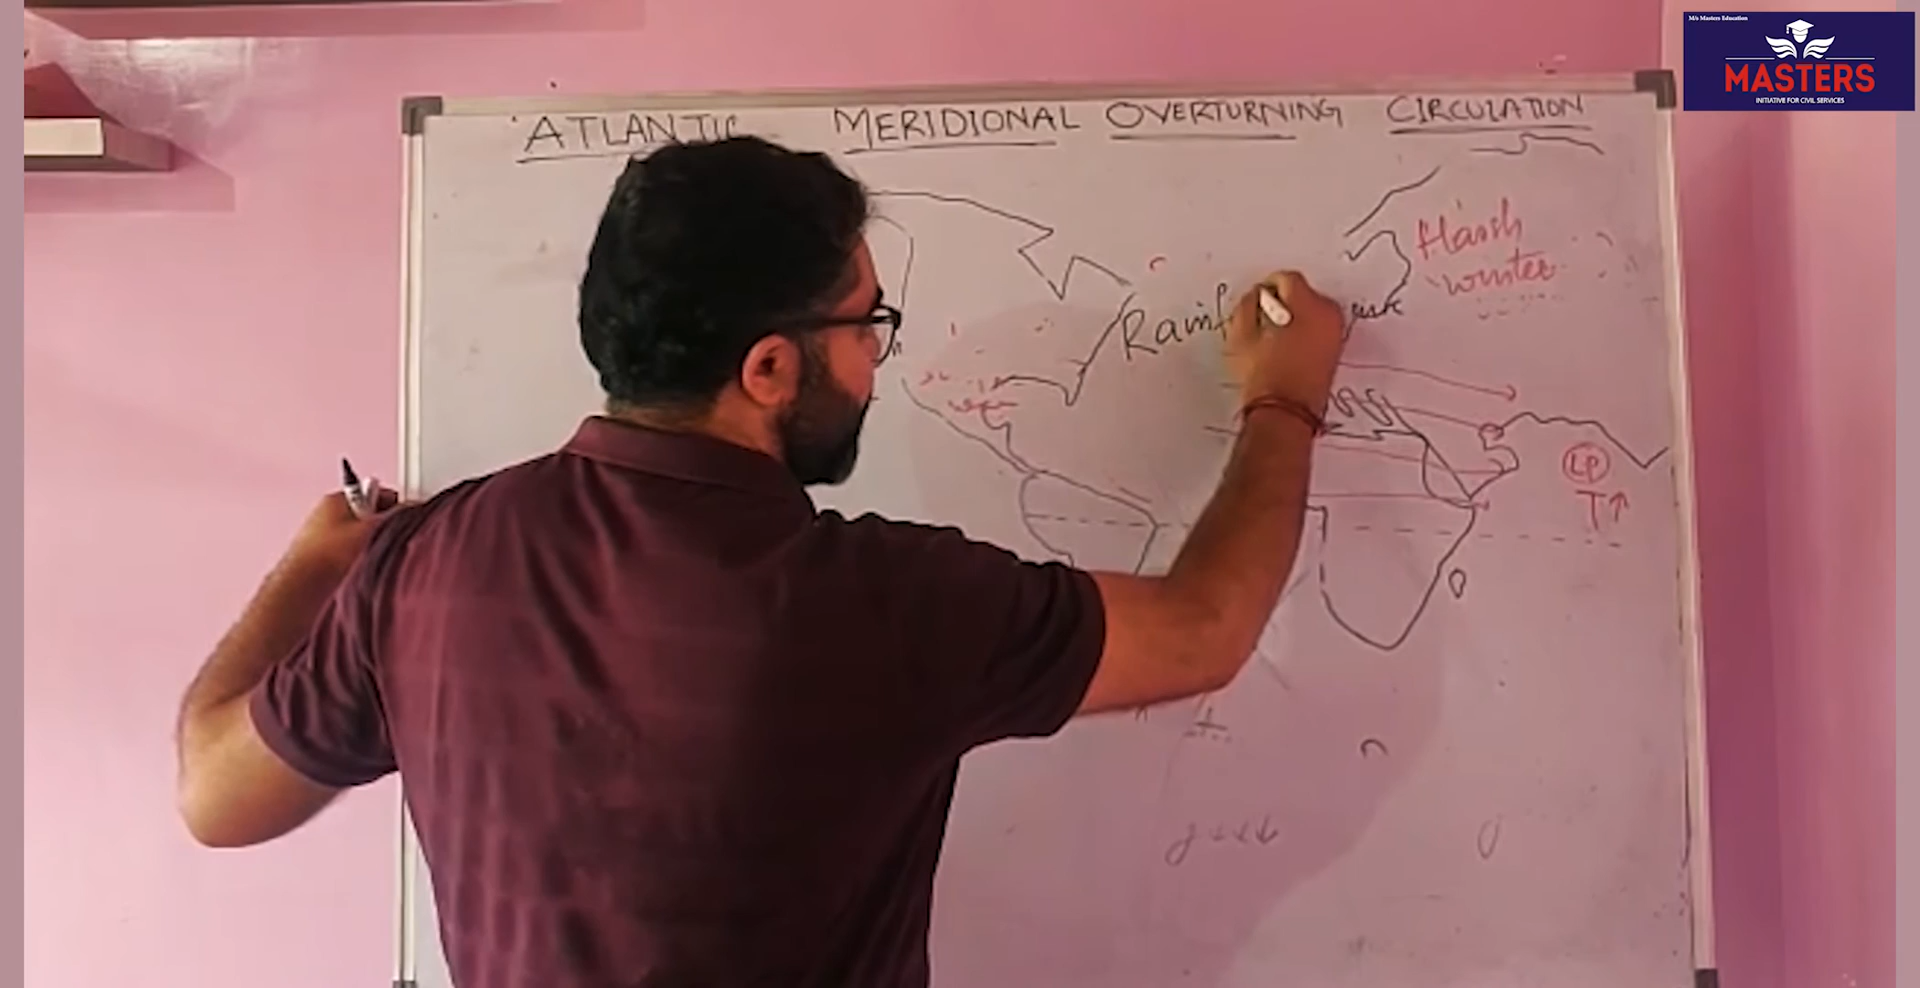 M/s Masters Education
MASTERS
INITIATIVE FOR CIVIL SERVICES
ATLANTIC MERIDIONAL OVERTURNING CIRCULATION
Harsh
winter
Rainf
LP
T↑